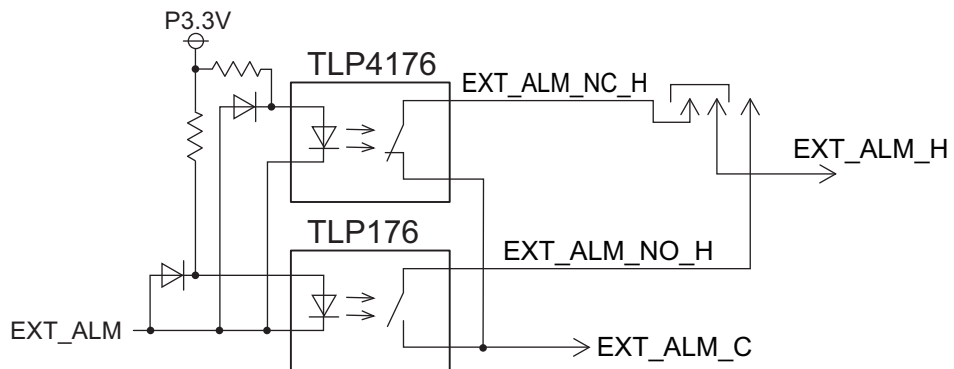 P3.3V
TLP4176
EXT_ALM_NC_H
EXT_ALM_H
TLP176
EXT_ALM_NO_H
EXT_ALM
EXT_ALM_C